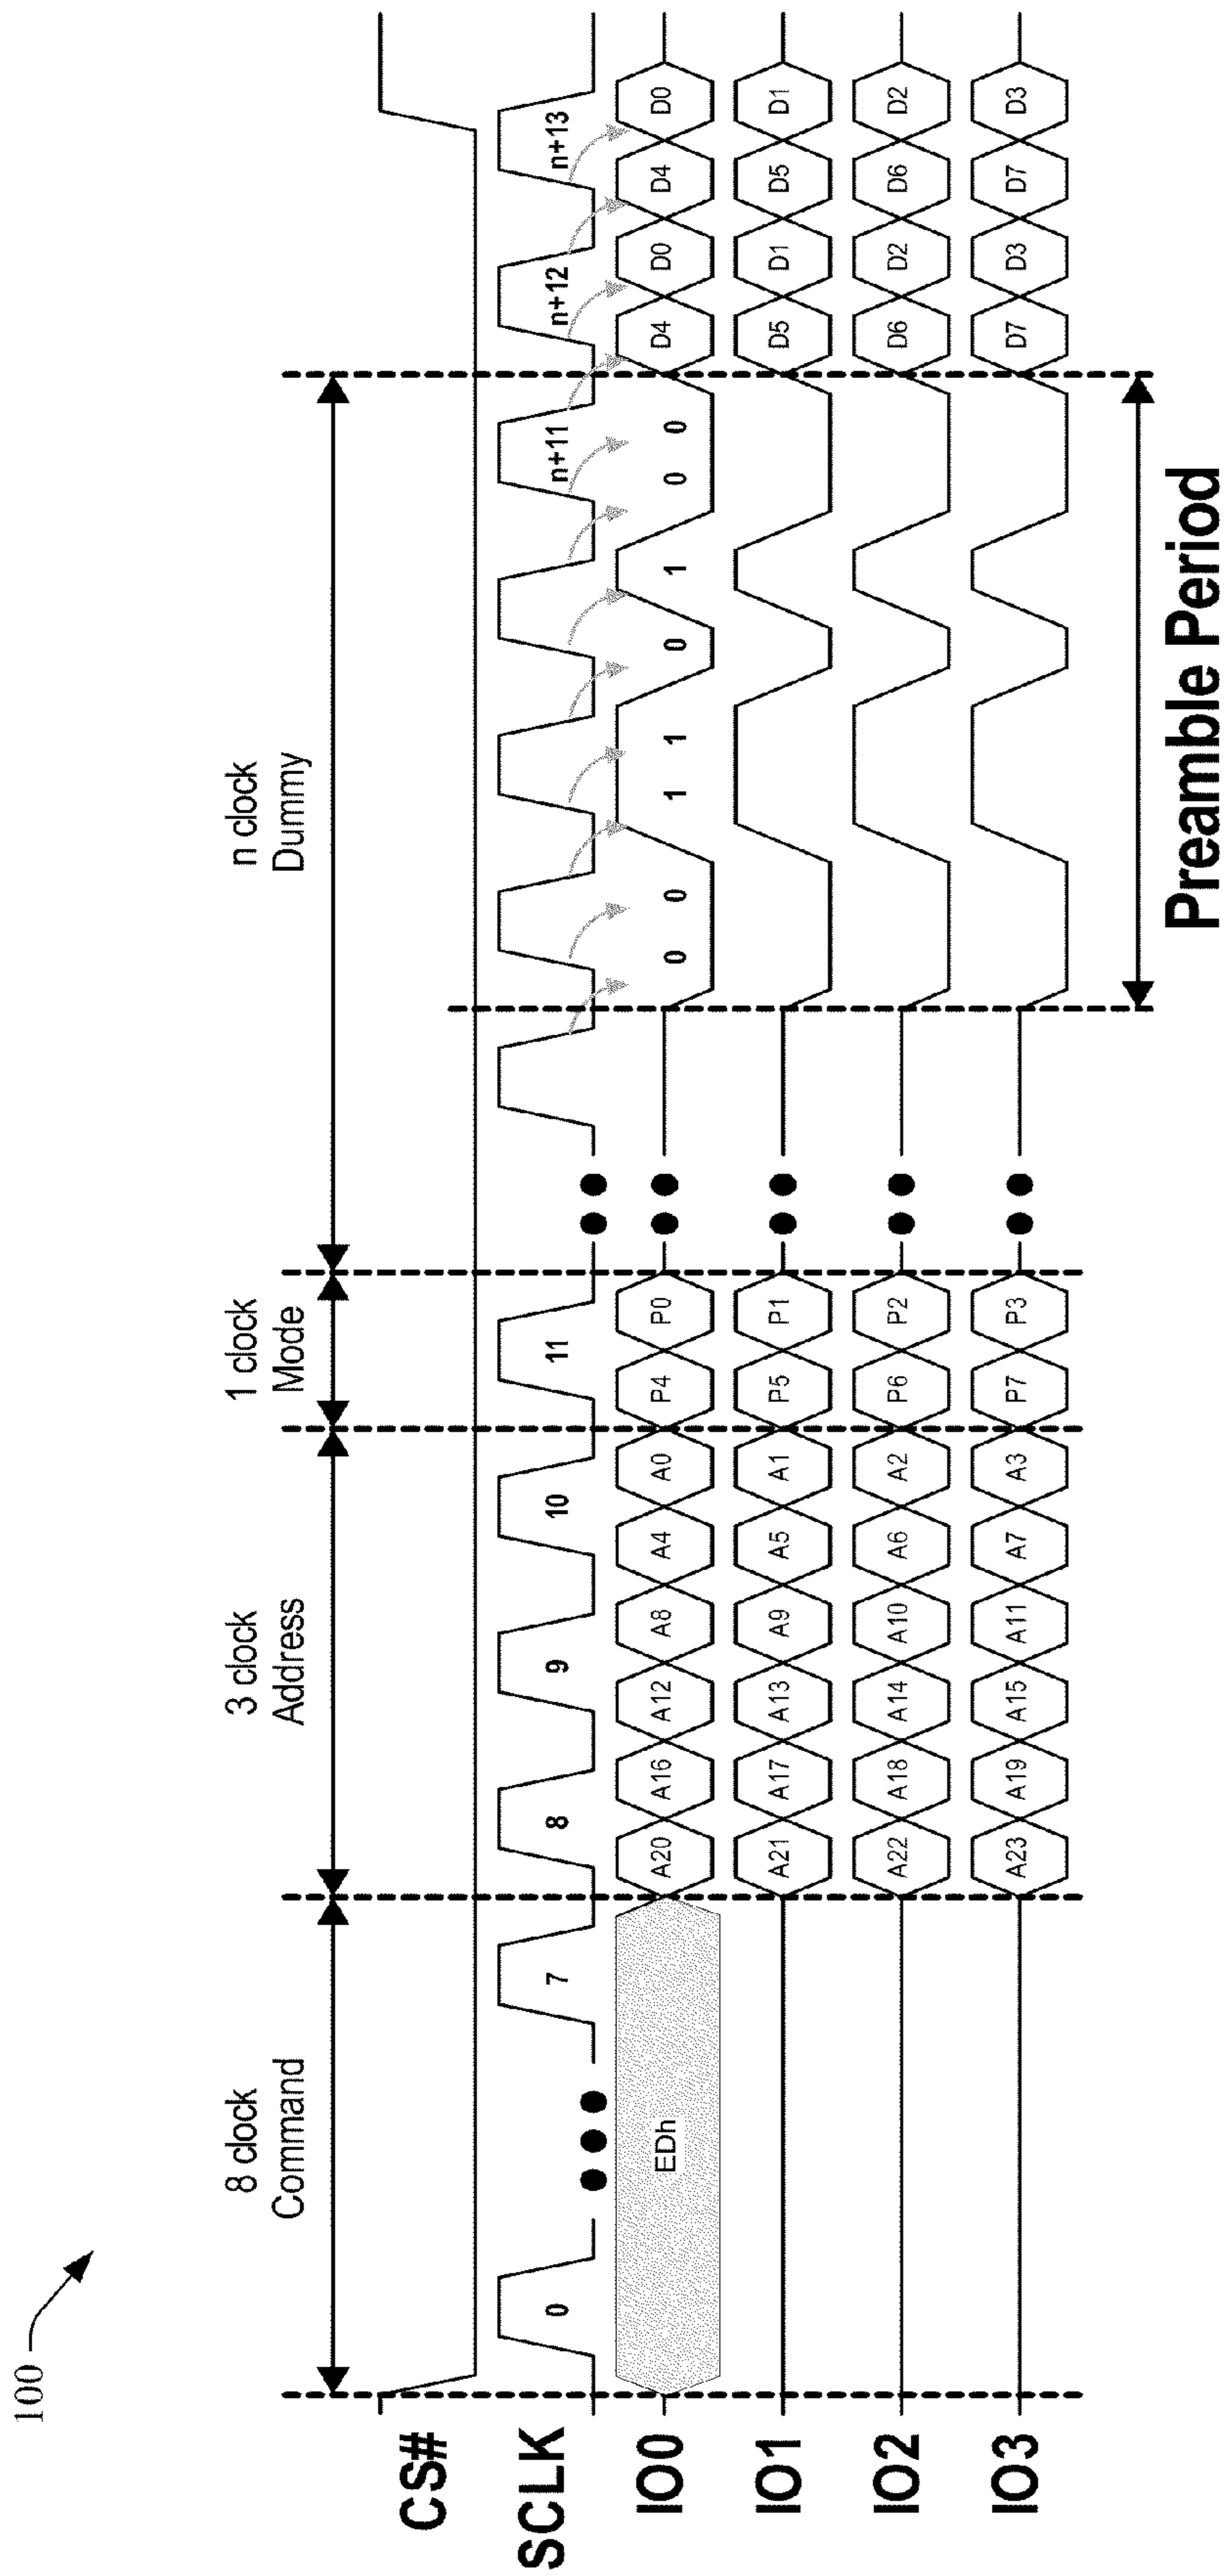 100
8 clock
Command
3 clock
Address
1 clock
Mode
n clock
Dummy
CS#
SCLK 0 7 8 9 10 11 n+11 n+12 n+13
IO0 EDh A20 A16 A12 A8 A4 A0 P4 P0 0 0 1 1 0 1 0 0 D4 D0 D4 D0
IO1 A21 A17 A13 A9 A5 A1 P5 P1 D5 D1 D5 D1
IO2 A22 A18 A14 A10 A6 A2 P6 P2 D6 D2 D6 D2
IO3 A23 A19 A15 A11 A7 A3 P7 P3 D7 D3 D7 D3
Preamble Period